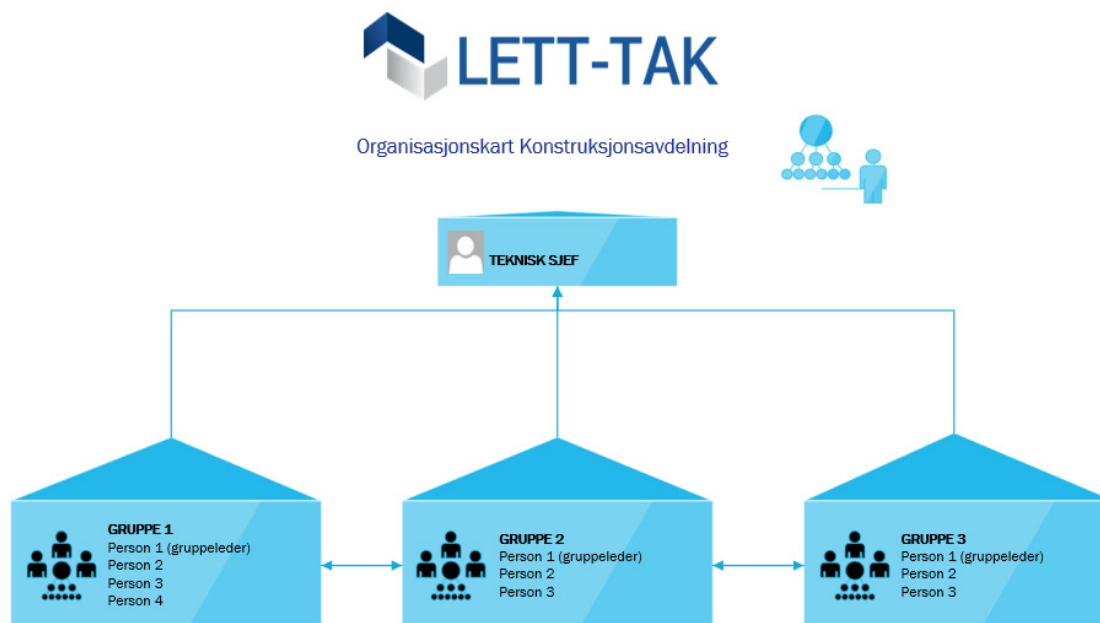 LETT-TAK
Organisasjonskart Konstruksjonsavdelning
TEKNISK SJEF
GRUPPE 1
Person 1 (gruppeleder)
Person 2
Person 3
Person 4
GRUPPE 2
Person 1 (gruppeleder)
Person 2
Person 3
GRUPPE 3
Person 1 (gruppeleder)
Person 2
Person 3